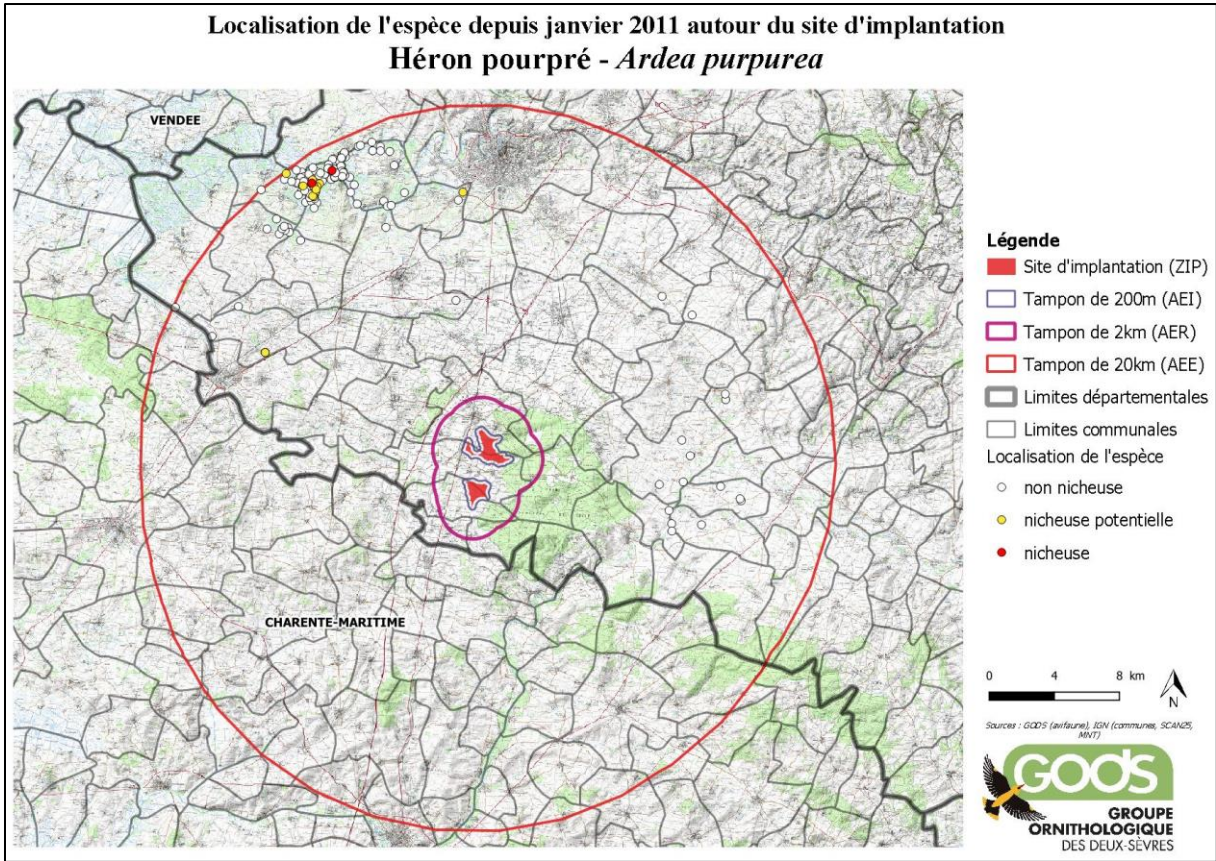 Localisation de l'espèce depuis janvier 2011 autour du site d'implantation
Héron pourpré - Ardea purpurea
VENDEE
CHARENTE-MARITIME
Légende
Site d'implantation (ZIP)
Tampon de 200m (AEI)
Tampon de 2km (AER)
Tampon de 20km (AEE)
Limites départementales
Limites communales
Localisation de l'espèce
non nicheuse
nicheuse potentielle
nicheuse
0 4 8 km
N
Sources : GODS (avifaune), IGN (communes, SCAN25,
MNT)
GODS
GROUPE
ORNITHOLOGIQUE
DES DEUX-SÈVRES